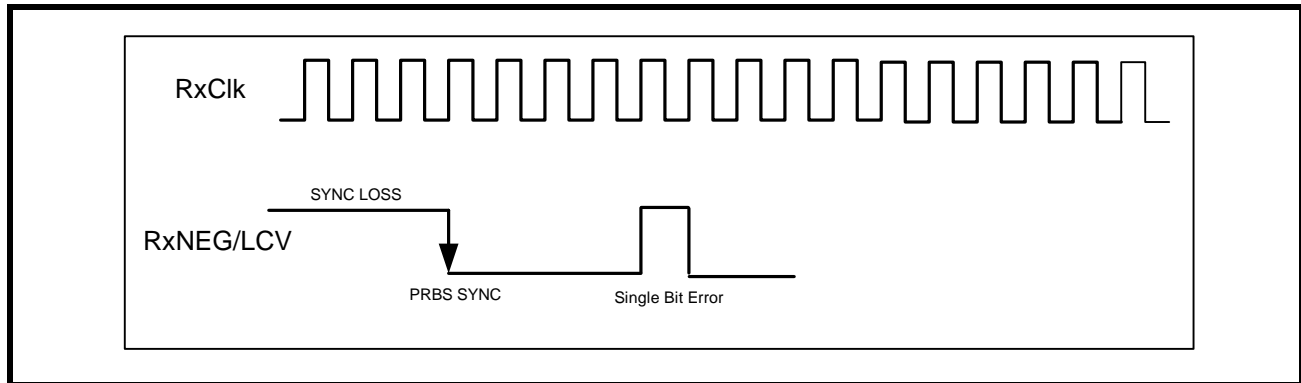 RxClk
SYNC LOSS
RxNEG/LCV
PRBS SYNC
Single Bit Error